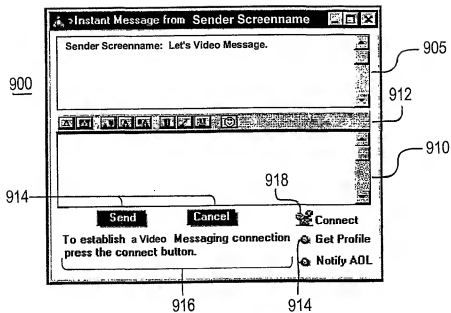 >Instant Message from Sender Screenname
Sender Screenname: Let's Video Message.
905
900
912
910
918
914
Send Cancel Connect
To establish a Video Messaging connection
press the connect button.
Get Profile
Notify AOL
916
914